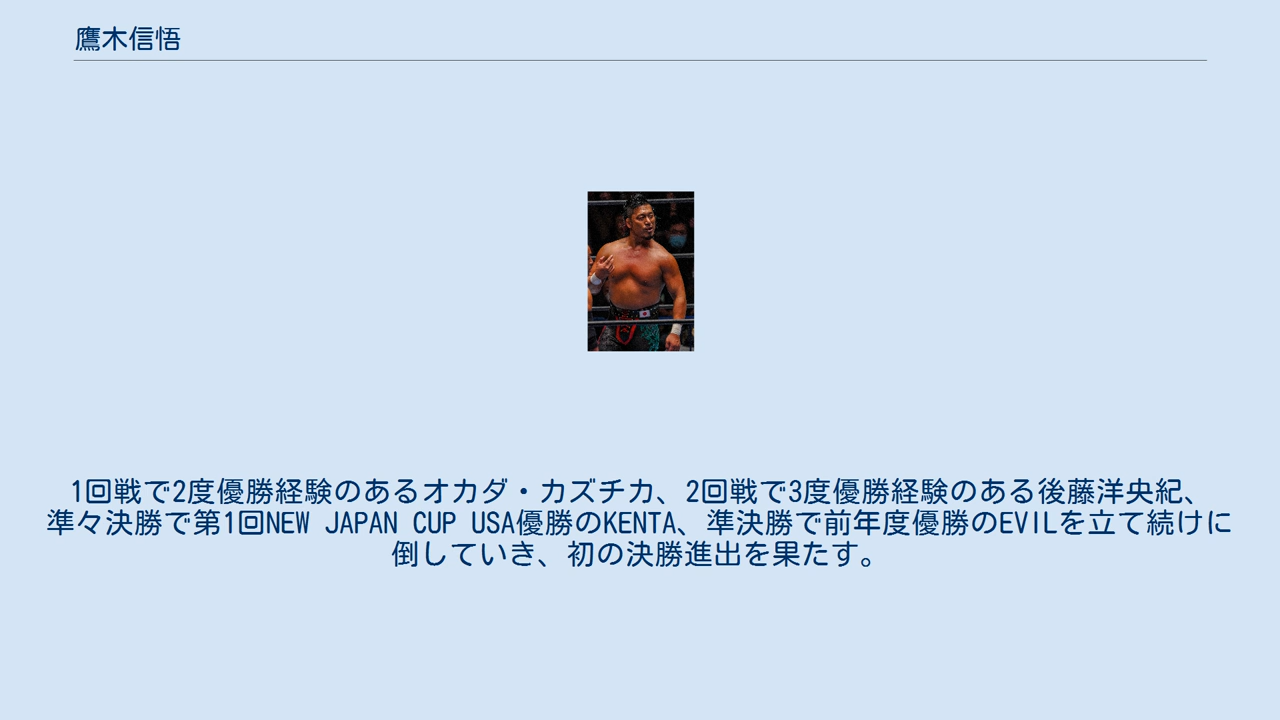 鷹木信悟
1回戦で2度優勝経験のあるオカダ・カズチカ、2回戦で3度優勝経験のある後藤洋央紀、
準々決勝で第1回NEW JAPAN CUP USA優勝のKENTA、準決勝で前年度優勝のEVILを立て続けに
倒していき、初の決勝進出を果たす。